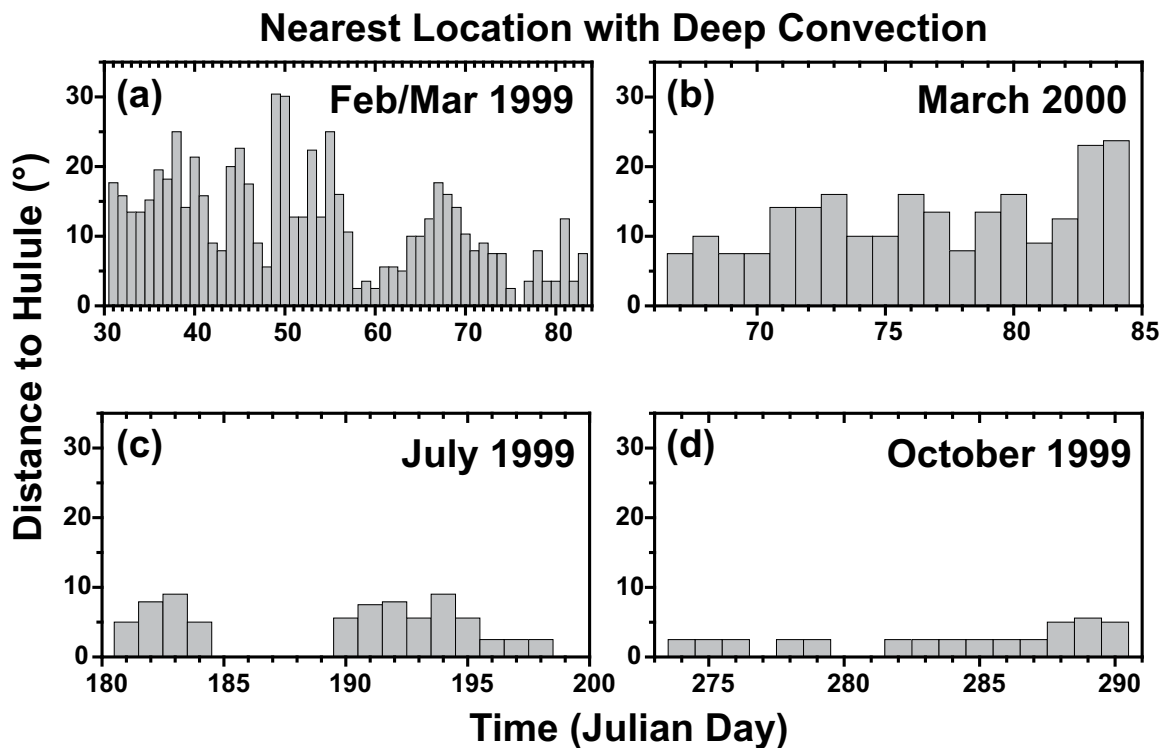 Nearest Location with Deep Convection
Distance to Hulule (°)
(a)
Feb/Mar 1999
30
20
10
0
30 40 50 60 70 80
(b)
March 2000
30
20
10
0
70 75 80 85
(c)
July 1999
30
20
10
0
180 185 190 195 200
(d)
October 1999
30
20
10
0
275 280 285 290
Time (Julian Day)